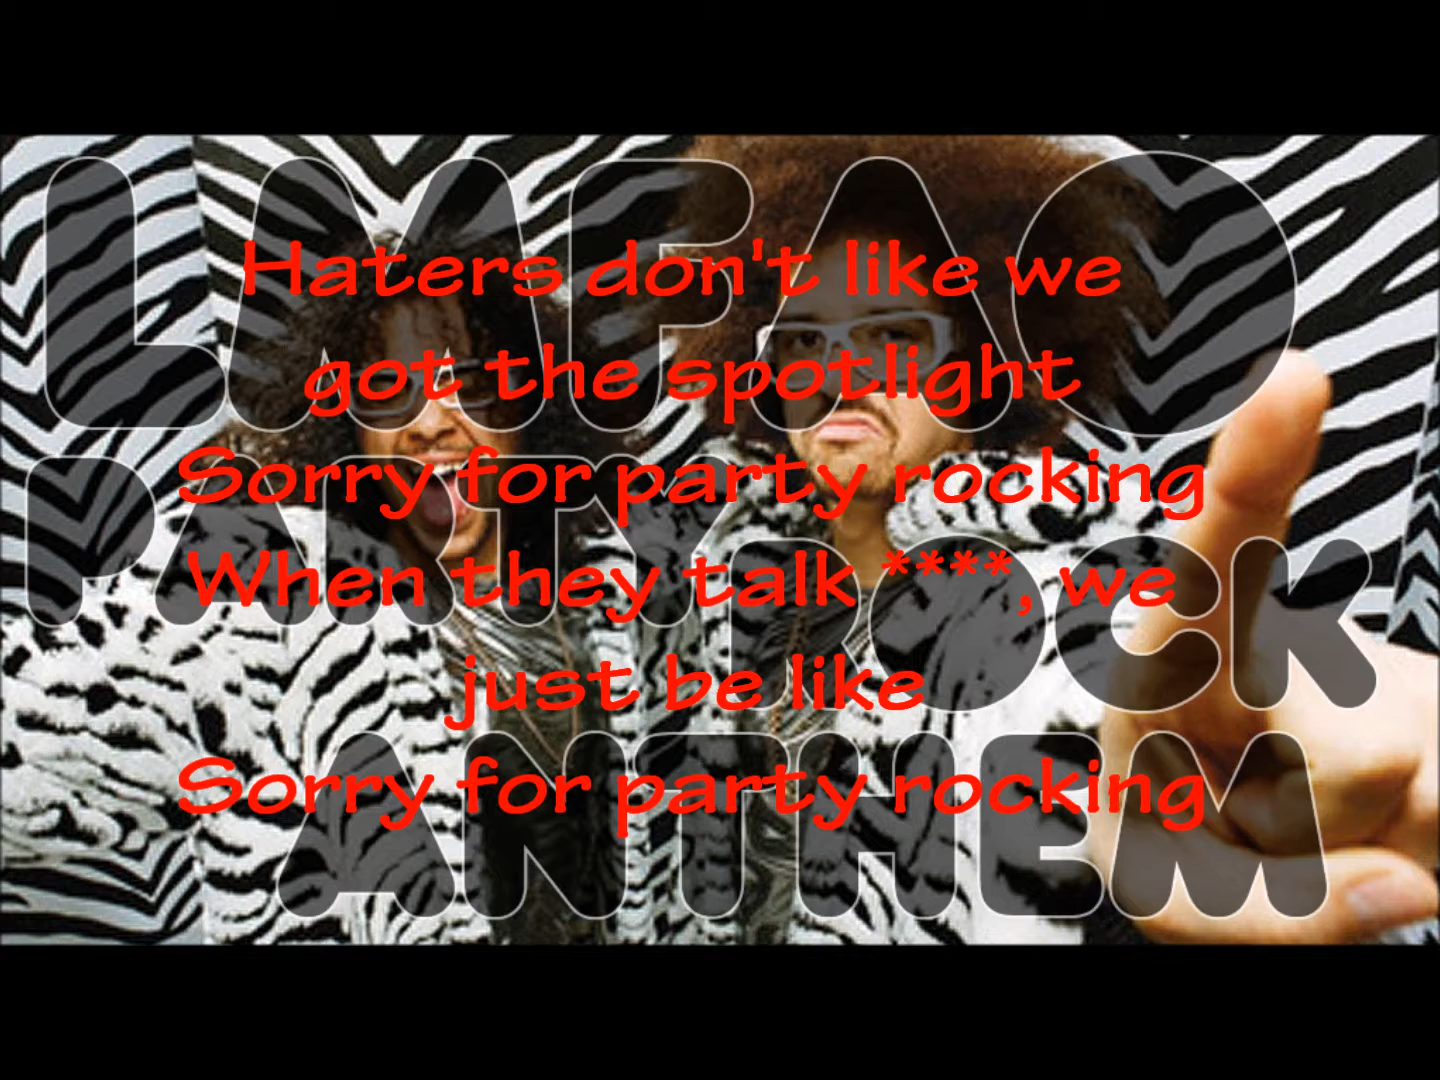 LMFAO
PARTY ROCK
ANTHEM
Haters don't like we
got the spotlight
Sorry for party rocking
When they talk ****, we
just be like
Sorry for party rocking